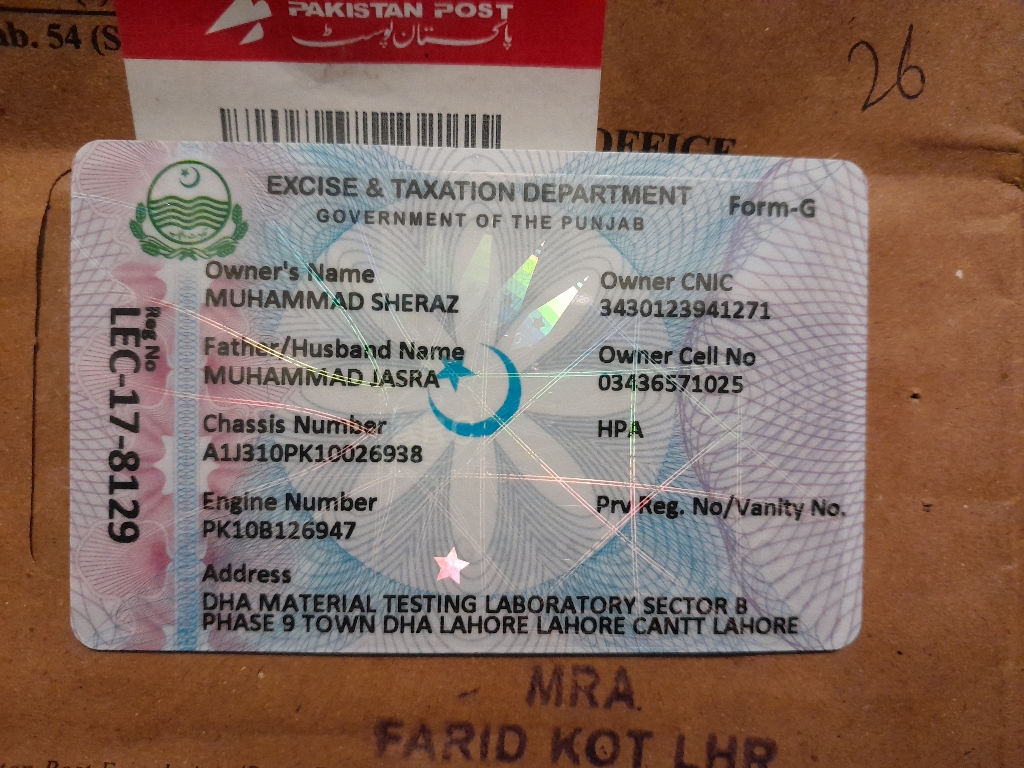 PAKISTAN POST
پاکستان پوسٹ
ab. 54 (S
26
OFFICE
EXCISE & TAXATION DEPARTMENT
GOVERNMENT OF THE PUNJAB
Form-G
Owner's Name
MUHAMMAD SHERAZ
Owner CNIC
3430123941271
Reg No
LEC-17-8129
Father/Husband Name
MUHAMMAD JASRA
Owner Cell No
03436571025
Chassis Number
A1J310PK10026938
HPA
Engine Number
PK10B126947
Prv Reg. No/Vanity No.
Address
DHA MATERIAL TESTING LABORATORY SECTOR B
PHASE 9 TOWN DHA LAHORE LAHORE CANTT LAHORE
MRA
FARID KOT LHR